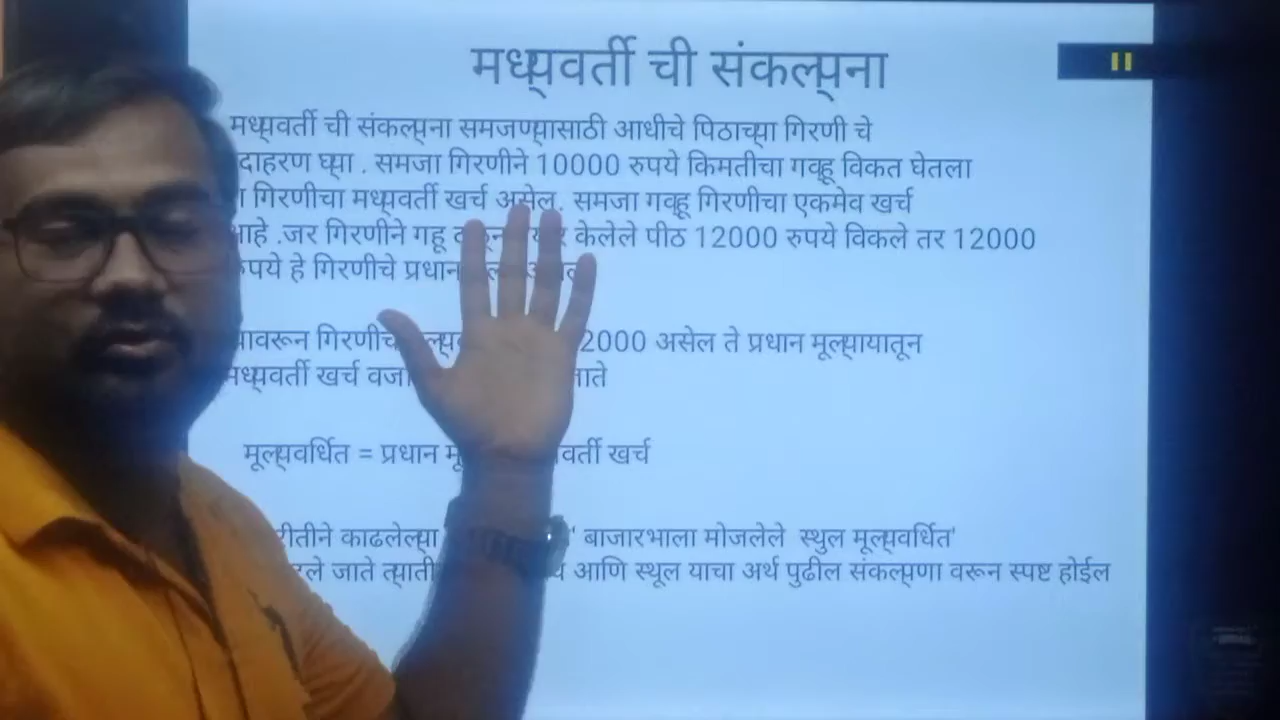 मध्यवर्ती ची संकल्पना
मध्यवर्ती ची संकल्पना समजण्यासाठी आधीचे पिठाच्या गिरणी चे
दाहरण घ्या . समजा गिरणीने 10000 रुपये किमतीचा गव्हू विकत घेतला
गिरणीचा मध्यवर्ती खर्च असेल. समजा गव्हू गिरणीचा एकमेव खर्च
आहे .जर गिरणीने गहू केलेले पीठ 12000 रुपये विकले तर 12000
पये हे गिरणीचे प्रधान
यावरून 2000 असेल ते प्रधान मूल्यायातून
मध्यवर्ती खर्च वजा जाते
मूल्यवर्धित = प्रधान वर्ती खर्च
रीतीने काढलेल्या ' बाजारभाला मोजलेले स्थुल मूल्यवर्धित'
टले जाते त्याती आणि स्थूल याचा अर्थ पुढील संकल्पणा वरून स्पष्ट होईल